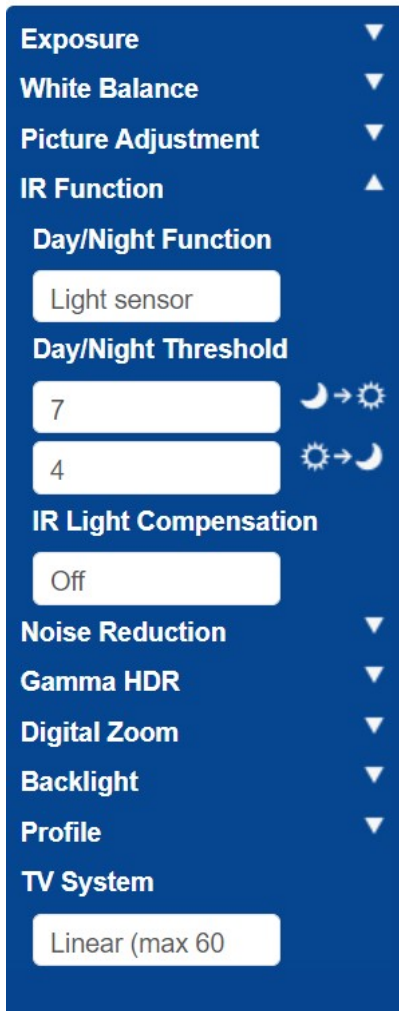 Exposure
White Balance
Picture Adjustment
IR Function
Day/Night Function
Light sensor
Day/Night Threshold
7
4
IR Light Compensation
Off
Noise Reduction
Gamma HDR
Digital Zoom
Backlight
Profile
TV System
Linear (max 60